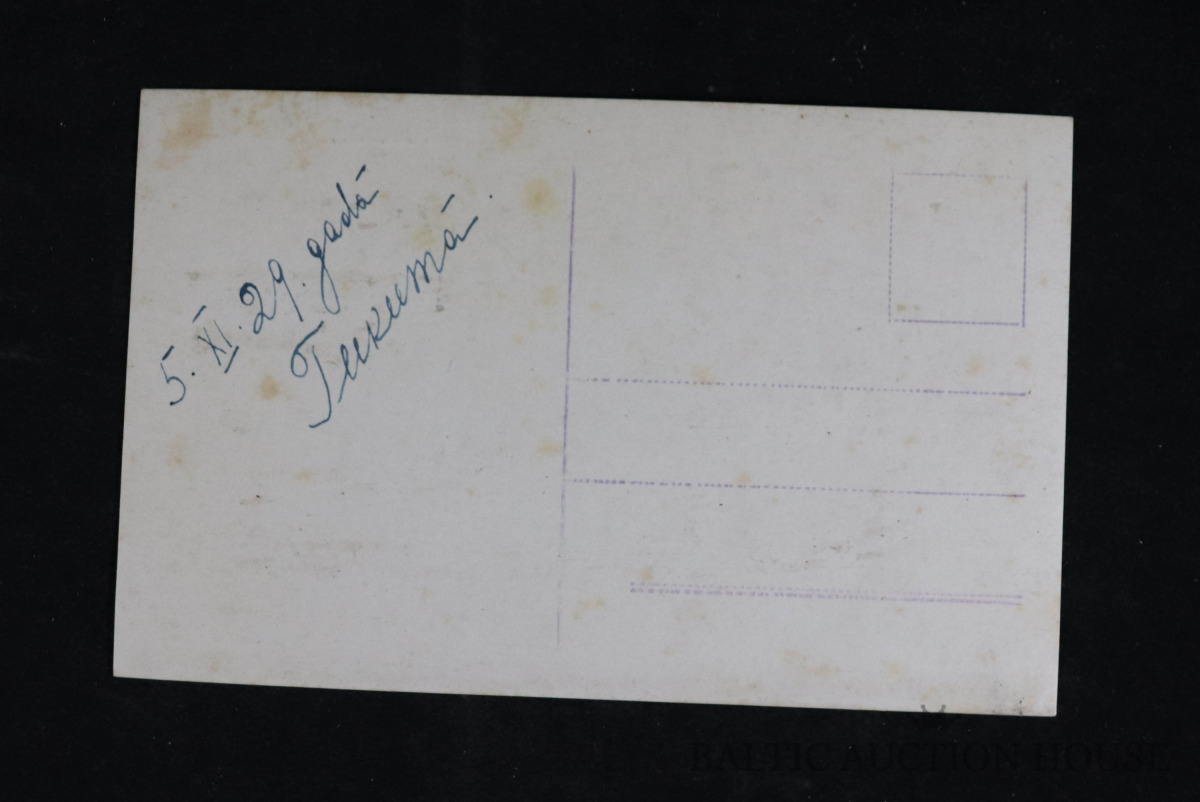 5. XI. 29. gadā
Tukumā.
BALTIC AUCTION HOUSE